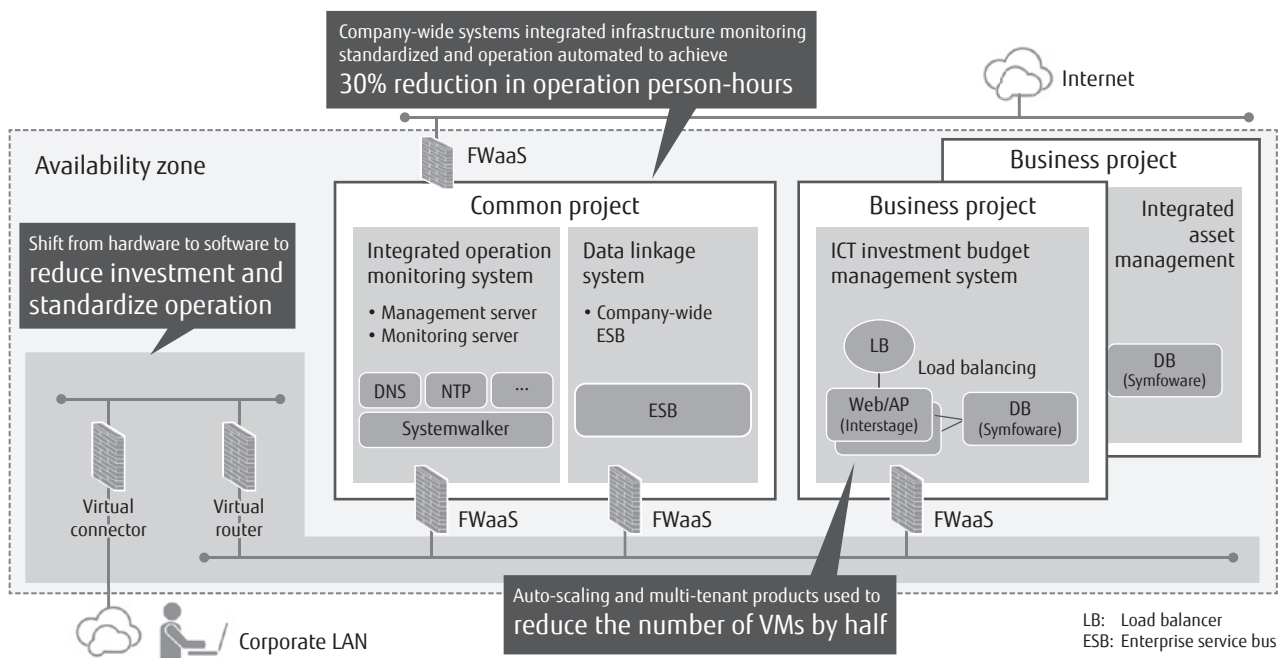 Company-wide systems integrated infrastructure monitoring
standardized and operation automated to achieve
30% reduction in operation person-hours
Internet
FWaaS
Availability zone
Business project
Common project
Business project
Shift from hardware to software to
reduce investment and
standardize operation
Integrated operation
monitoring system
• Management server
• Monitoring server
DNS
NTP
...
Systemwalker
Data linkage
system
• Company-wide
ESB
ESB
ICT investment budget
management system
LB
Load balancing
Web/AP
(Interstage)
DB
(Symfoware)
Integrated
asset
management
DB
(Symfoware)
Virtual
connector
Virtual
router
FWaaS
FWaaS
FWaaS
Auto-scaling and multi-tenant products used to
reduce the number of VMs by half
Corporate LAN
LB: Load balancer
ESB: Enterprise service bus